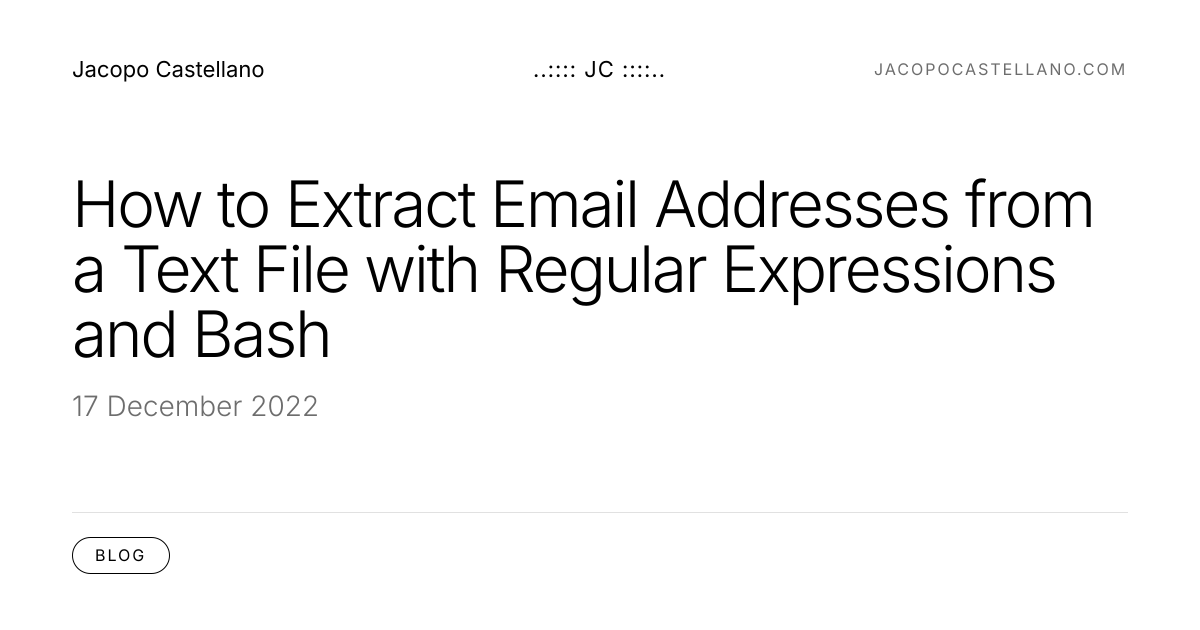 Jacopo Castellano
..:::: JC ::::..
JACOPOCASTELLANO.COM
How to Extract Email Addresses from
a Text File with Regular Expressions
and Bash
17 December 2022
BLOG